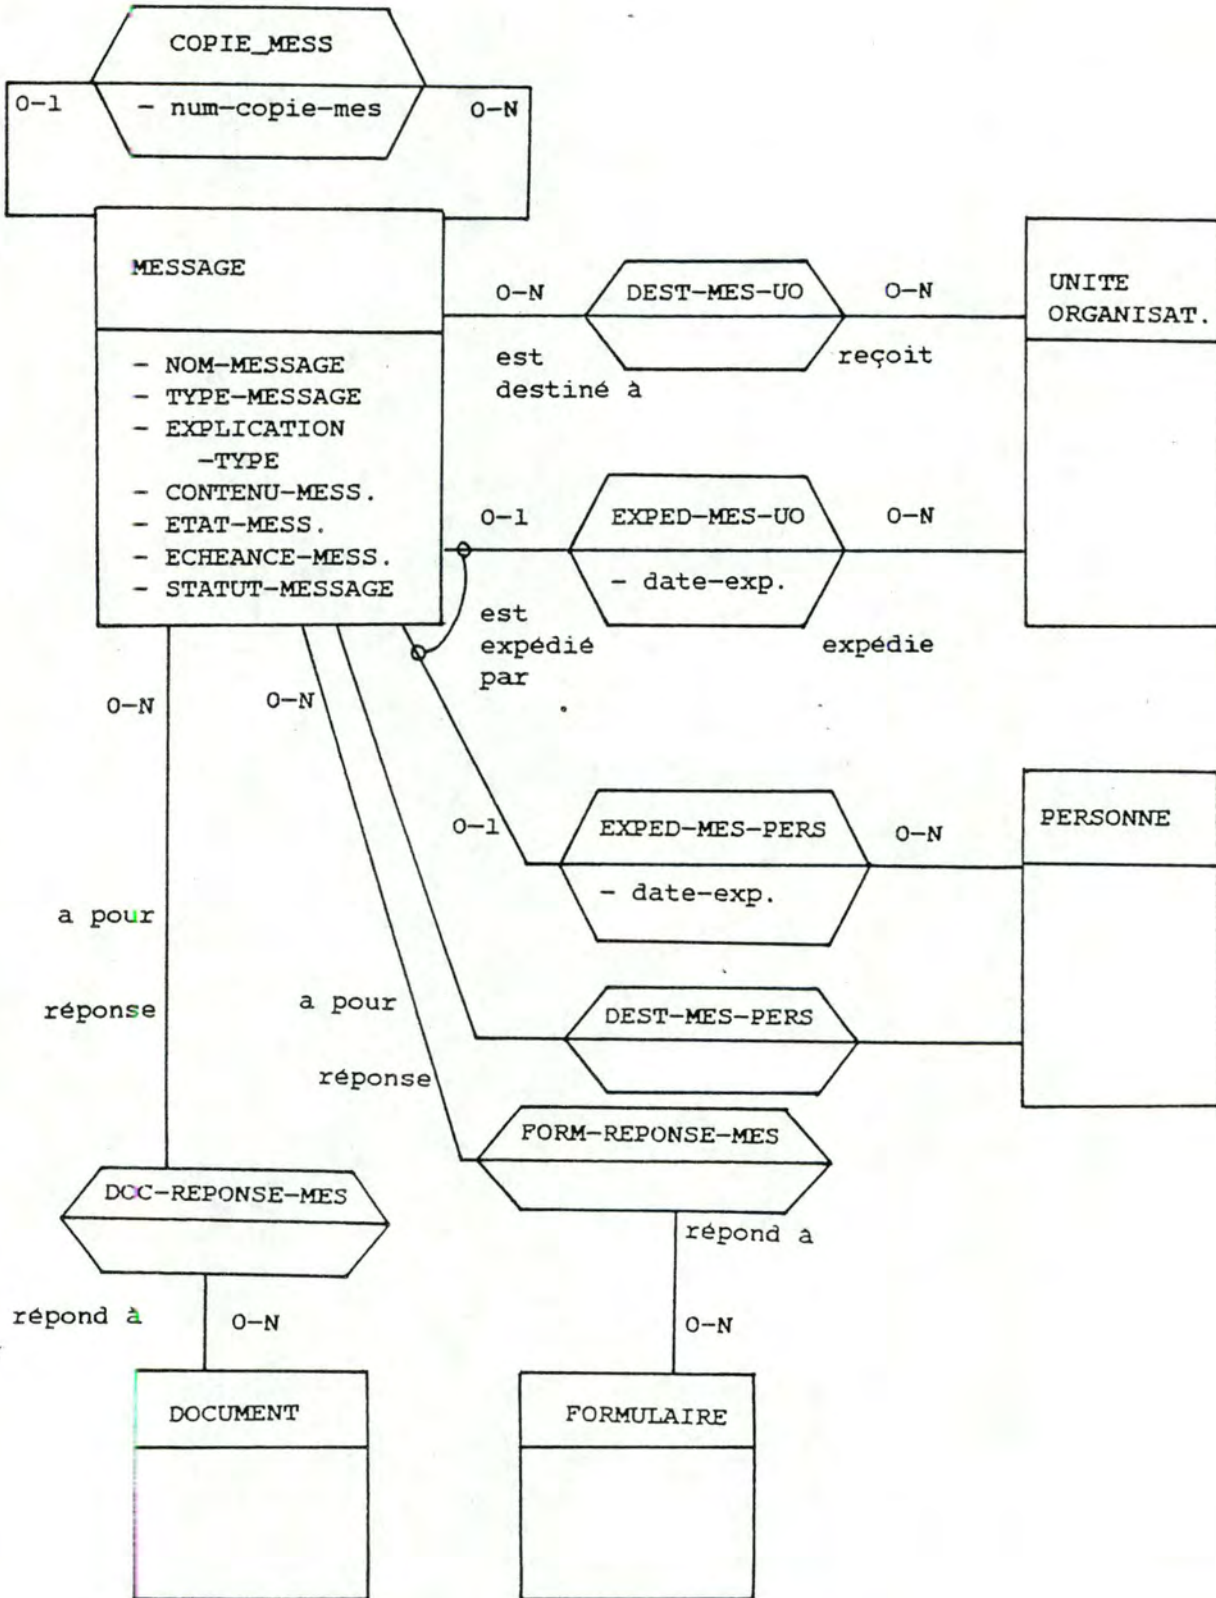 COPIE_MESS
0-1
- num-copie-mes
0-N
MESSAGE
- NOM-MESSAGE
- TYPE-MESSAGE
- EXPLICATION
-TYPE
- CONTENU-MESS.
- ETAT-MESS.
- ECHEANCE-MESS.
- STATUT-MESSAGE
0-N
DEST-MES-UO
0-N
est
destiné à
reçoit
UNITE
ORGANISAT.
0-1
EXPED-MES-UO
0-N
- date-exp.
est
expédié
par
expédie
0-N
0-N
0-1
EXPED-MES-PERS
0-N
- date-exp.
PERSONNE
a pour
réponse
a pour
réponse
DEST-MES-PERS
FORM-REPONSE-MES
DOC-REPONSE-MES
répond à
répond à
0-N
0-N
DOCUMENT
FORMULAIRE